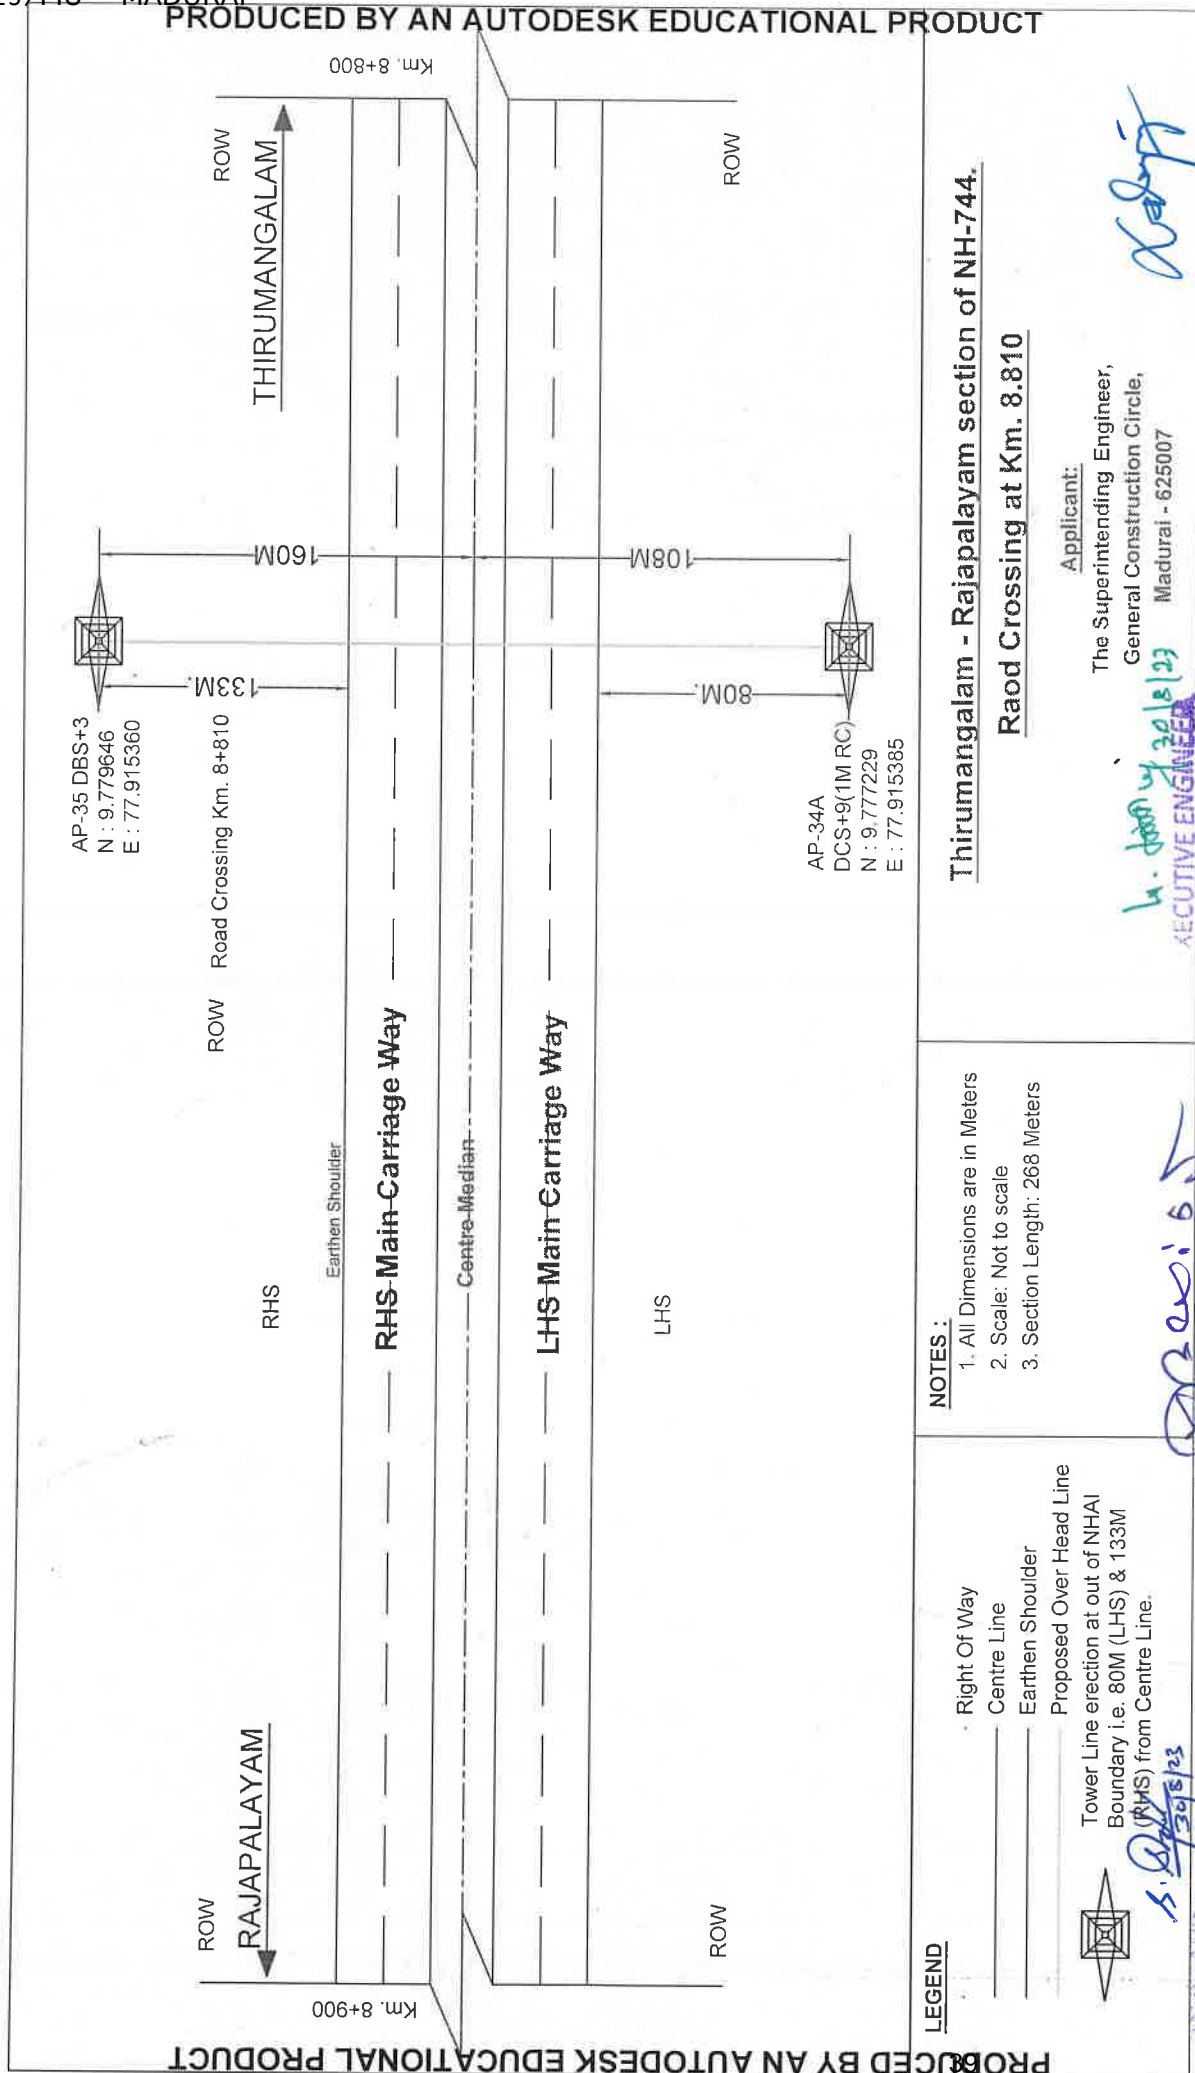 MADURAI
PRODUCED BY AN AUTODESK EDUCATIONAL PRODUCT
Km. 8+800
ROW
THIRUMANGALAM
ROW
160M
108M
133M.
80M.
AP-35 DBS+3
N : 9.779646
E : 77.915360
ROW Road Crossing Km. 8+810
AP-34A
DCS+9(1M RC)
N : 9.777229
E : 77.915385
Earthen Shoulder
RHS Main Carriage Way
Centre Median
LHS Main Carriage Way
RHS
LHS
ROW
RAJAPALAYAM
ROW
Km. 8+900
PRODUCED BY AN AUTODESK EDUCATIONAL PRODUCT
39
LEGEND
Right Of Way
Centre Line
Earthen Shoulder
Proposed Over Head Line
Tower Line erection at out of NHAI
Boundary i.e. 80M (LHS) & 133M
(RHS) from Centre Line.
30/8/23
NOTES :
1. All Dimensions are in Meters
2. Scale: Not to scale
3. Section Length: 268 Meters
Thirumangalam - Rajapalayam section of NH-744.
Raod Crossing at Km. 8.810
Applicant:
The Superintending Engineer,
General Construction Circle,
Madurai - 625007
30/8/23
XECUTIVE ENGINEER